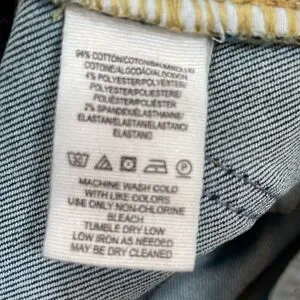 94% COTTON/COTON/BAUMWOLLE/
COTONE/ALGODÃO/ALGODON
4% POLYESTER/POLYESTER/
POLYESTER/POLIESTERE/
POLIÉSTER/POLIÉSTER
2% SPANDEX/ELASTHANNE/
ELASTAN/ELASTAN/ELASTANO/
ELASTANO
30
P
MACHINE WASH COLD
WITH LIKE COLORS
USE ONLY NON-CHLORINE
BLEACH
TUMBLE DRY LOW
LOW IRON AS NEEDED
MAY BE DRY CLEANED